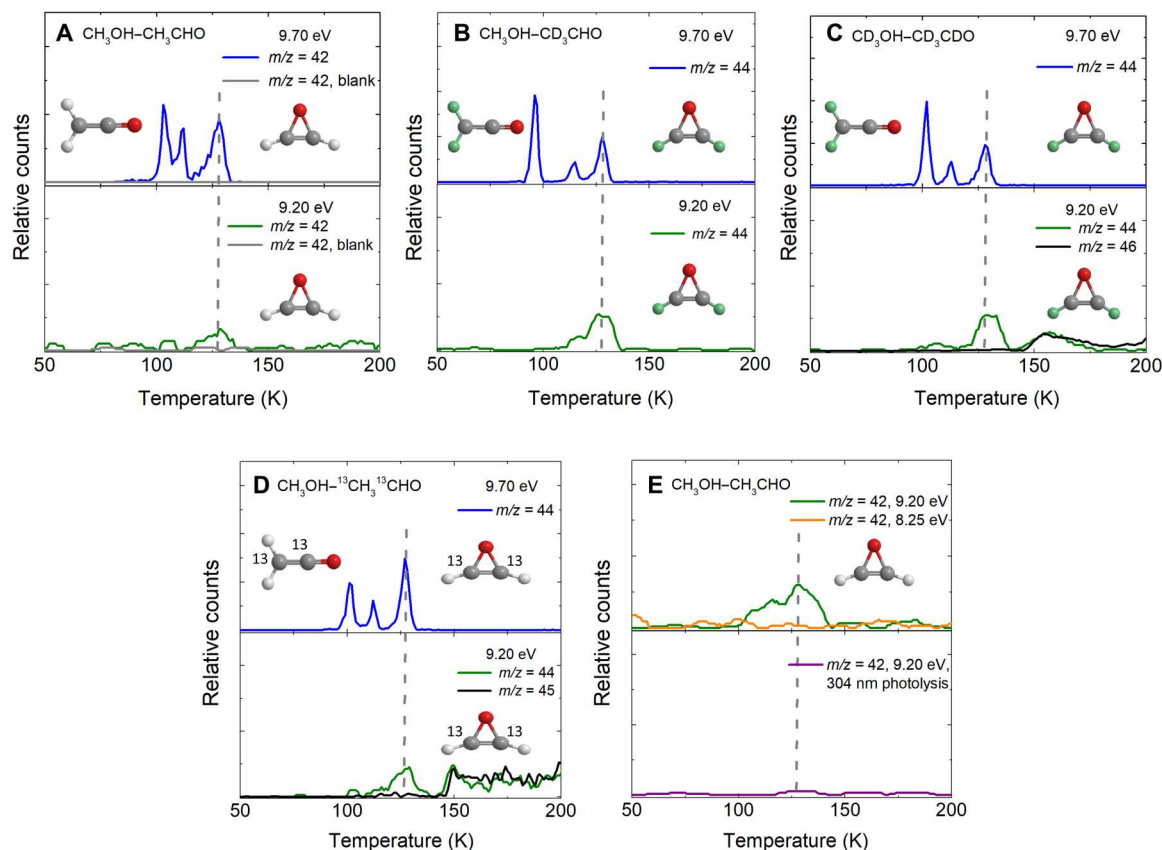 A CH₃OH–CH₃CHO
9.70 eV
m/z = 42
m/z = 42, blank
9.20 eV
m/z = 42
m/z = 42, blank
Relative counts
50 100 150 200
Temperature (K)
B CH₃OH–CD₃CHO
9.70 eV
m/z = 44
9.20 eV
m/z = 44
Relative counts
50 100 150 200
Temperature (K)
C CD₃OH–CD₃CDO
9.70 eV
m/z = 44
9.20 eV
m/z = 44
m/z = 46
Relative counts
50 100 150 200
Temperature (K)
D CH₃OH–¹³CH₃¹³CHO
9.70 eV
m/z = 44
13 13
13 13
9.20 eV
m/z = 44
m/z = 45
13 13
Relative counts
50 100 150 200
Temperature (K)
E CH₃OH–CH₃CHO
m/z = 42, 9.20 eV
m/z = 42, 8.25 eV
m/z = 42, 9.20 eV,
304 nm photolysis
Relative counts
50 100 150 200
Temperature (K)